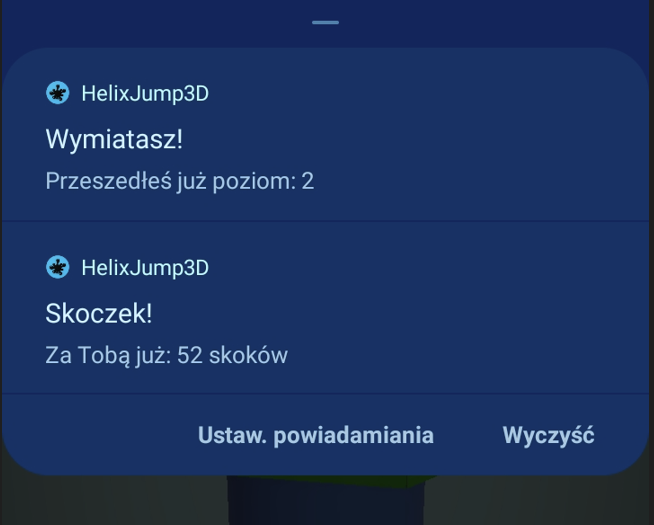 HelixJump3D
Wymiatasz!
Przeszedłeś już poziom: 2
HelixJump3D
Skoczek!
Za Tobą już: 52 skoków
Ustaw. powiadamiania
Wyczyść